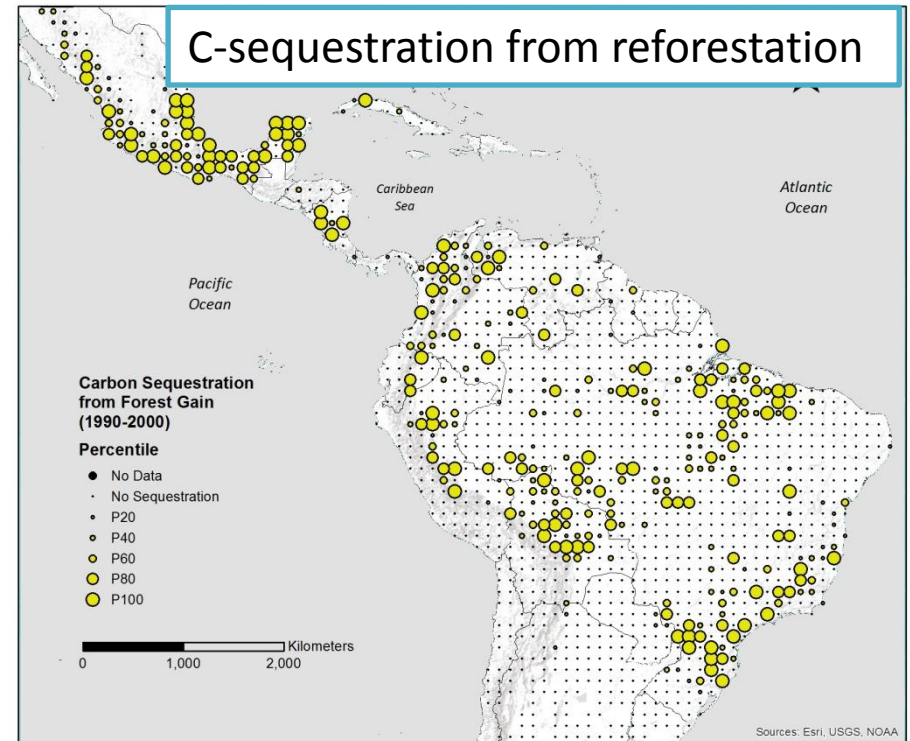 C-sequestration from reforestation
Caribbean
Sea
Atlantic
Ocean
Pacific
Ocean
Carbon Sequestration
from Forest Gain
(1990-2000)
Percentile
No Data
No Sequestration
P20
P40
P60
P80
P100
Kilometers
0 1,000 2,000
Sources: Esri, USGS, NOAA